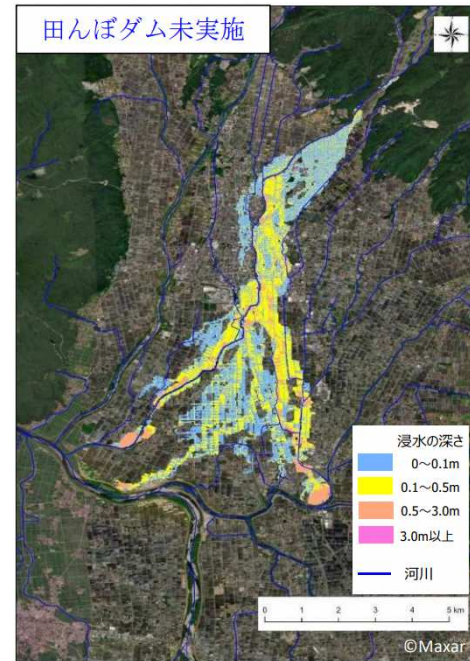 田んぼダム未実施
浸水の深さ
0～0.1m
0.1～0.5m
0.5～3.0m
3.0m以上
河川
0 1 2 3 4 5 km
©Maxar